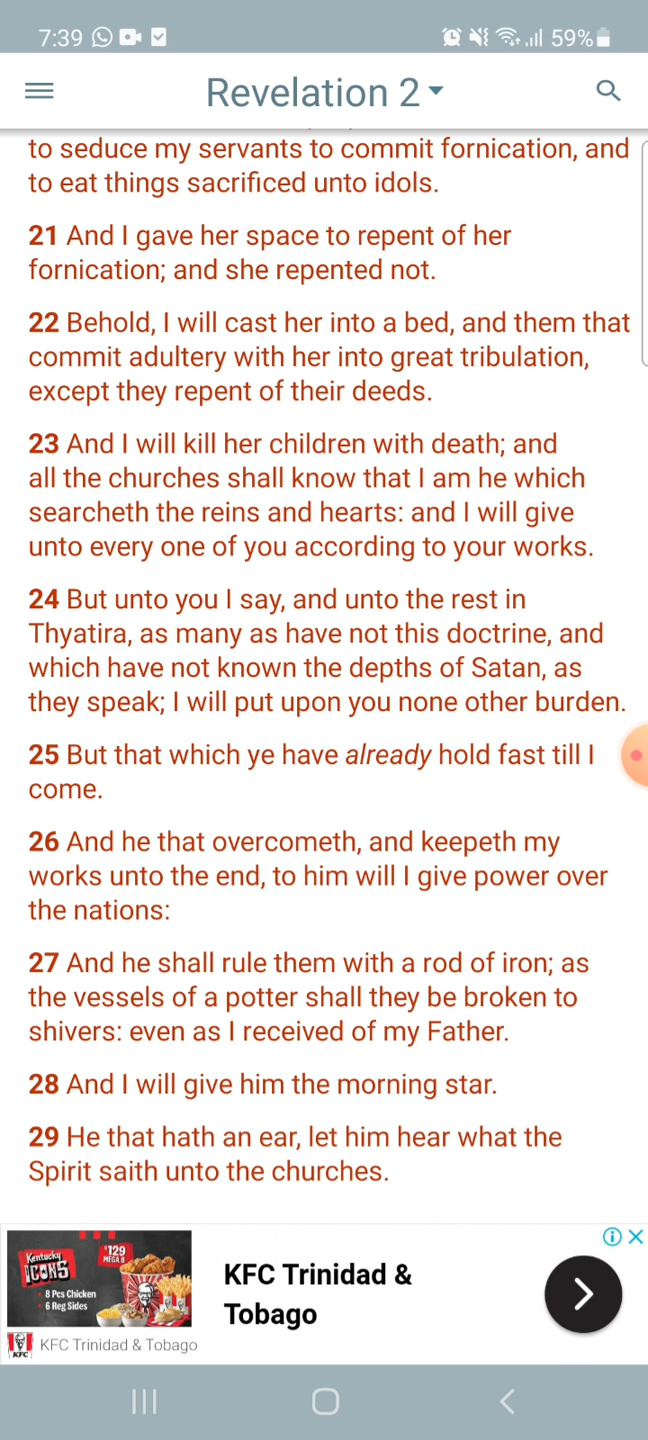 7:39
59%
Revelation 2
to seduce my servants to commit fornication, and
to eat things sacrificed unto idols.
21 And I gave her space to repent of her
fornication; and she repented not.
22 Behold, I will cast her into a bed, and them that
commit adultery with her into great tribulation,
except they repent of their deeds.
23 And I will kill her children with death; and
all the churches shall know that I am he which
searcheth the reins and hearts: and I will give
unto every one of you according to your works.
24 But unto you I say, and unto the rest in
Thyatira, as many as have not this doctrine, and
which have not known the depths of Satan, as
they speak; I will put upon you none other burden.
25 But that which ye have already hold fast till I
come.
26 And he that overcometh, and keepeth my
works unto the end, to him will I give power over
the nations:
27 And he shall rule them with a rod of iron; as
the vessels of a potter shall they be broken to
shivers: even as I received of my Father.
28 And I will give him the morning star.
29 He that hath an ear, let him hear what the
Spirit saith unto the churches.
Kentucky
ICONS
$129
MEGA 8
• 8 Pcs Chicken
• 6 Reg Sides
KFC
KFC Trinidad & Tobago
KFC Trinidad &
Tobago